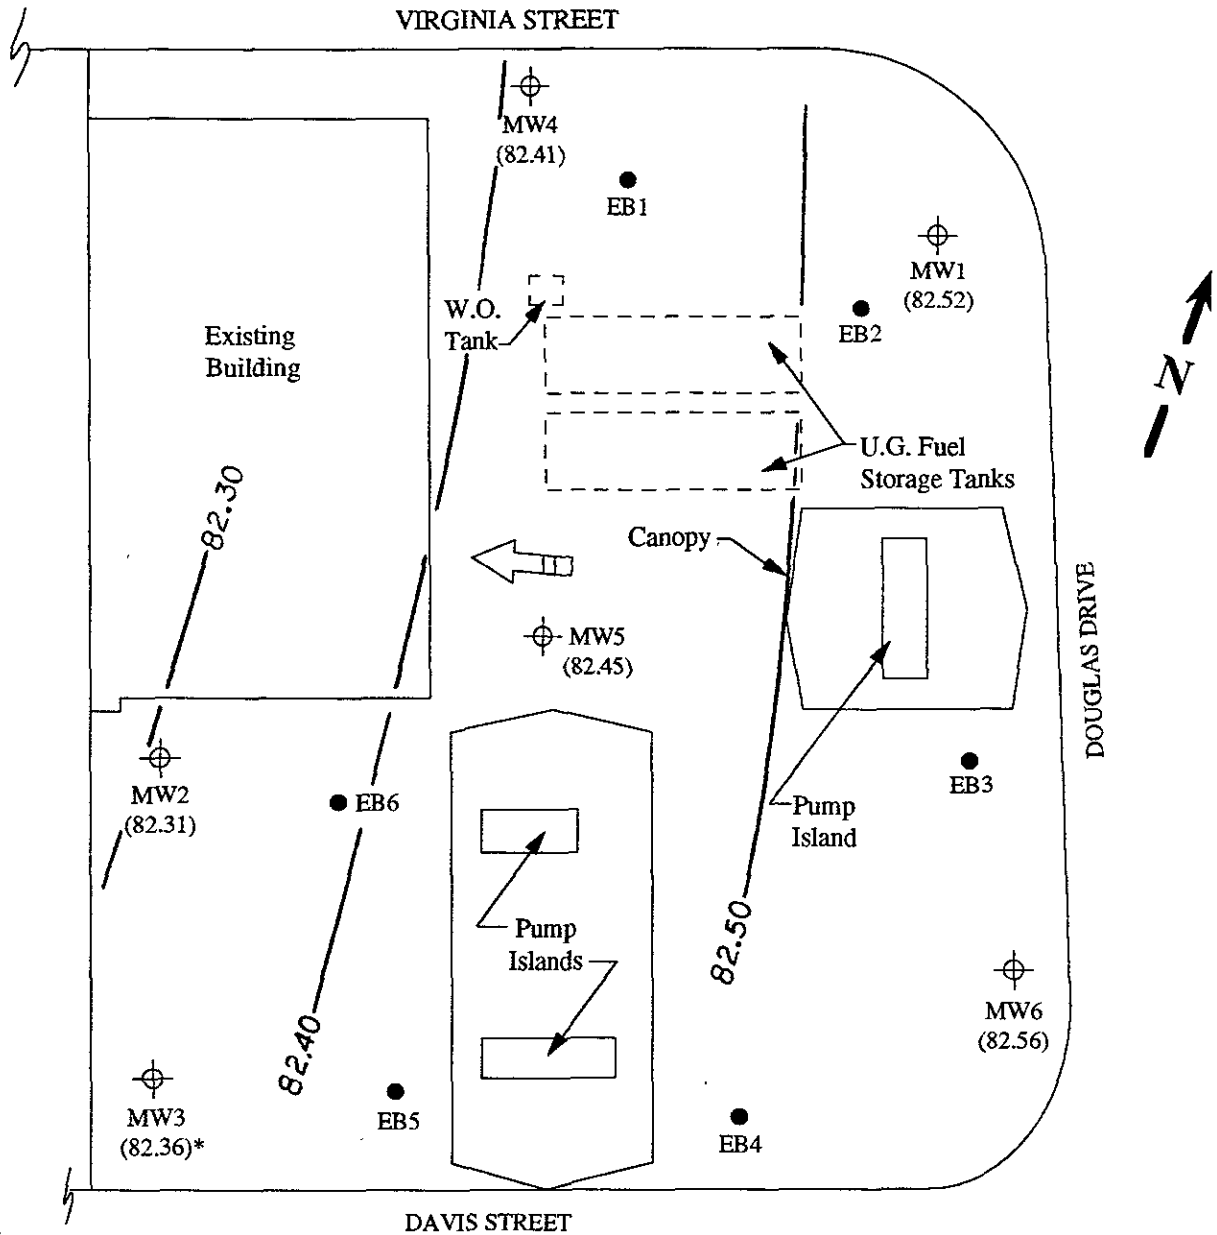 VIRGINIA STREET
MW4
(82.41)
EB1
MW1
(82.52)
EB2
W.O.
Tank
Existing
Building
N
U.G. Fuel
Storage Tanks
82.30
Canopy
MW5
(82.45)
DOUGLAS DRIVE
MW2
(82.31)
EB6
EB3
Pump
Island
Pump
Islands
82.50
MW6
(82.56)
82.40
MW3
(82.36)*
EB5
EB4
DAVIS STREET